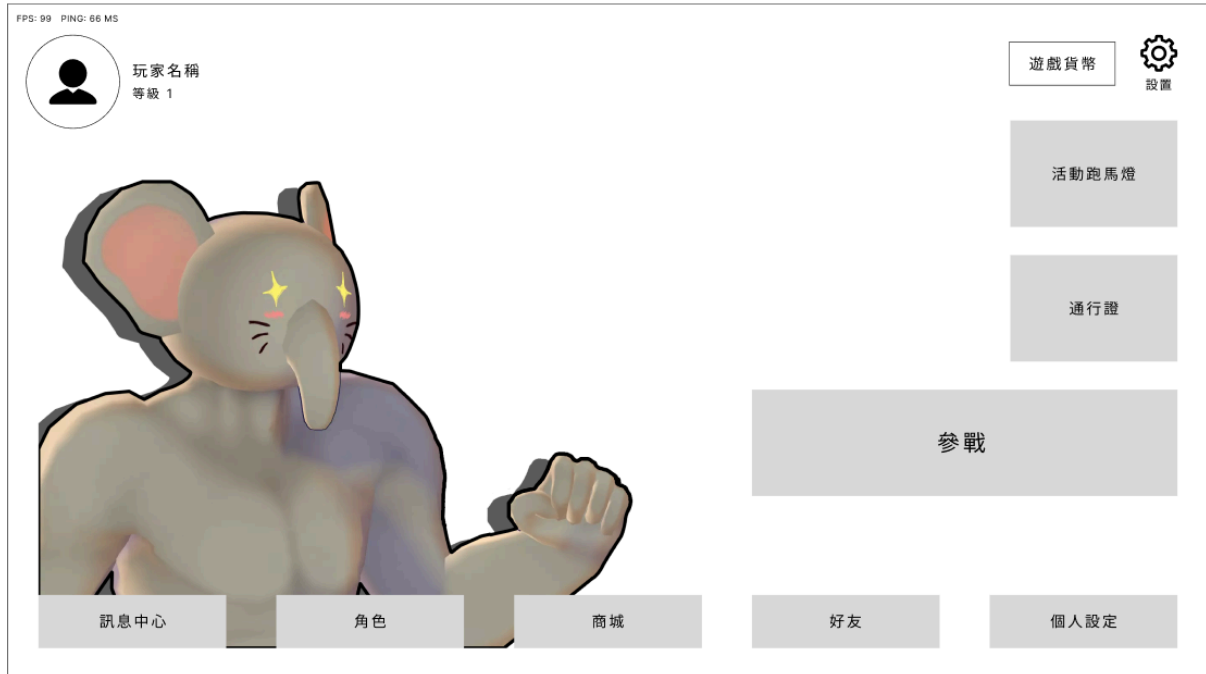 FPS: 99 PING: 66 MS
玩家名稱
等級 1
遊戲貨幣
設置
活動跑馬燈
通行證
參戰
訊息中心
角色
商城
好友
個人設定